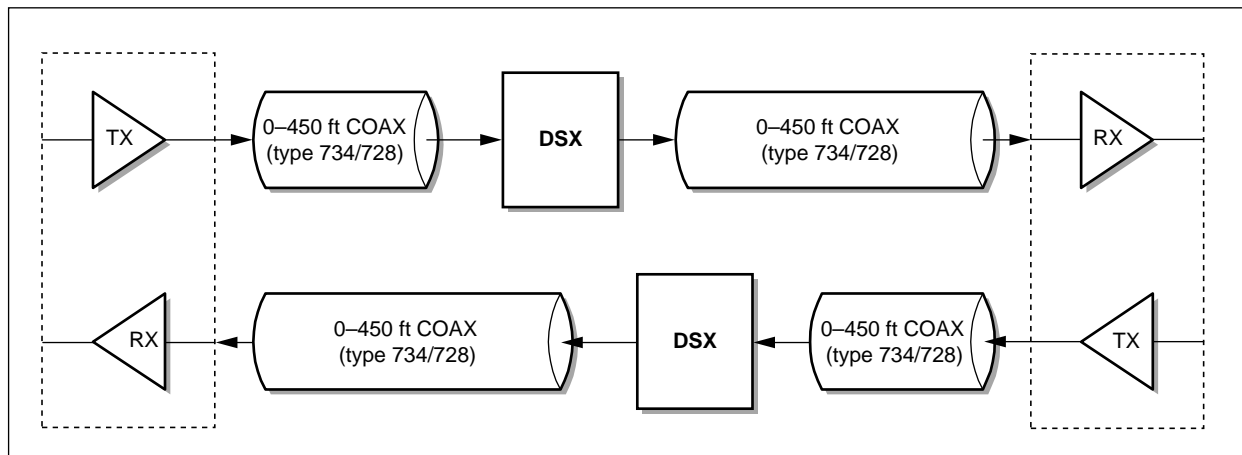 TX
0–450 ft COAX
(type 734/728)
DSX
0–450 ft COAX
(type 734/728)
RX
RX
0–450 ft COAX
(type 734/728)
DSX
0–450 ft COAX
(type 734/728)
TX